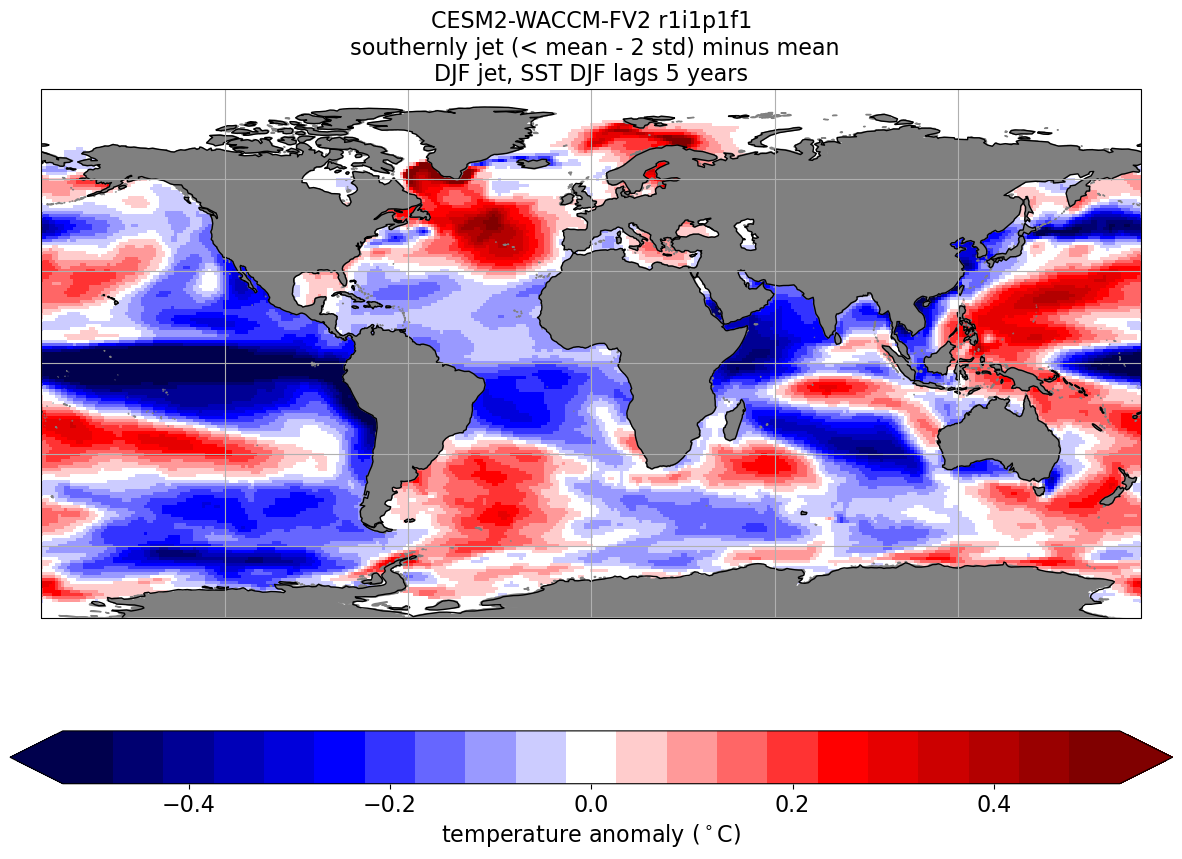 CESM2-WACCM-FV2 r1i1p1f1
southernly jet (< mean - 2 std) minus mean
DJF jet, SST DJF lags 5 years
−0.4 −0.2 0.0 0.2 0.4
temperature anomaly (°C)